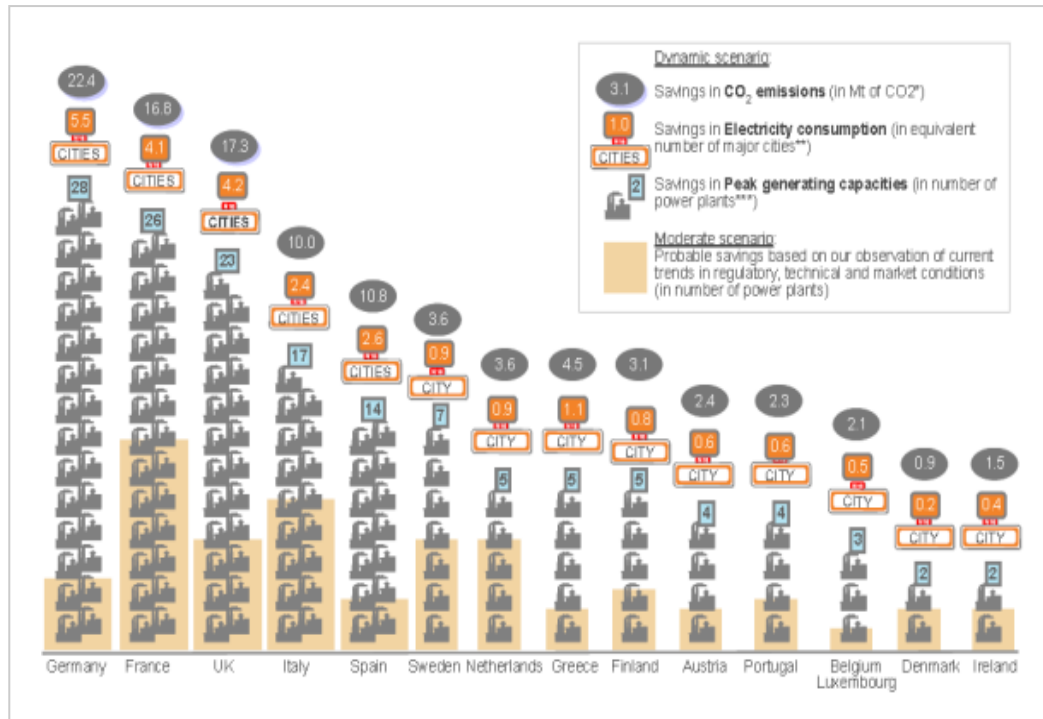 Dynamic scenario:
3.1 Savings in CO₂ emissions (in Mt of CO2*)
1.0 Savings in Electricity consumption (in equivalent
CITIES number of major cities**)
2 Savings in Peak generating capacities (in number of
power plants***)
Moderate scenario:
Probable savings based on our observation of current
trends in regulatory, technical and market conditions
(in number of power plants)
22.4
5.5
CITIES
28
16.8
4.1
CITIES
26
17.3
4.2
CITIES
23
10.0
2.4
CITIES
17
10.8
2.6
CITIES
14
3.6
0.9
CITY
7
3.6
0.9
CITY
5
4.5
1.1
CITY
5
3.1
0.8
CITY
5
2.4
0.6
CITY
4
2.3
0.6
CITY
4
2.1
0.5
CITY
3
0.9
0.2
CITY
2
1.5
0.4
CITY
2
Germany France UK Italy Spain Sweden Netherlands Greece Finland Austria Portugal Belgium Denmark Ireland
Luxembourg